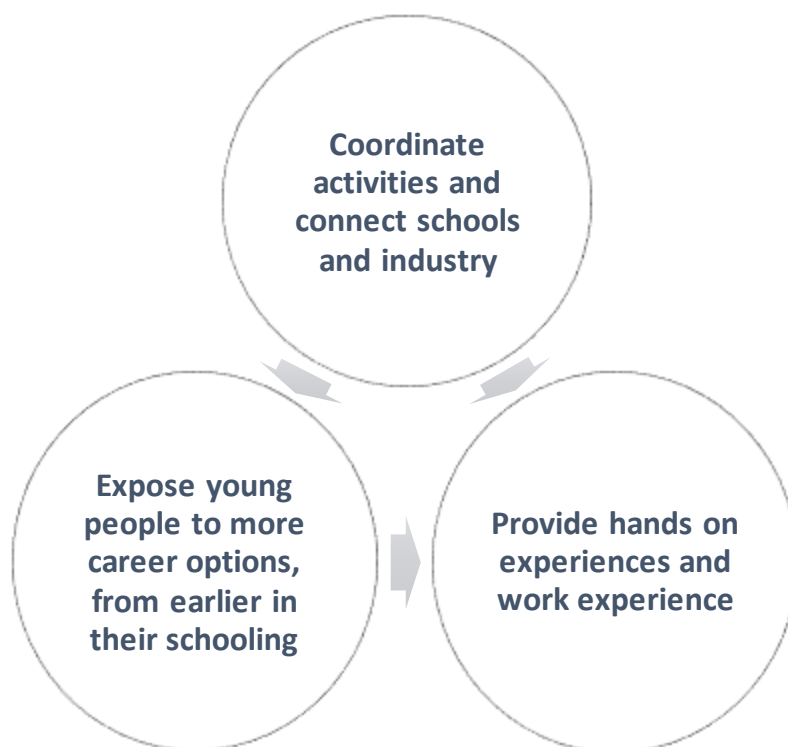 Coordinate
activities and
connect schools
and industry
Expose young
people to more
career options,
from earlier in
their schooling
Provide hands on
experiences and
work experience